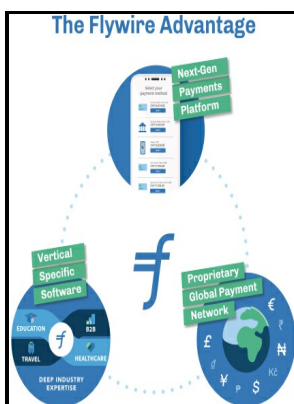 The Flywire Advantage
Select your
payment method
Next-Gen
Payments
Platform
Vertical
Specific
Software
EDUCATION
B2B
TRAVEL
HEALTHCARE
DEEP INDUSTRY
EXPERTISE
Proprietary
Global Payment
Network
€
£
₹
₫
₦
¥
₱
$
Kč